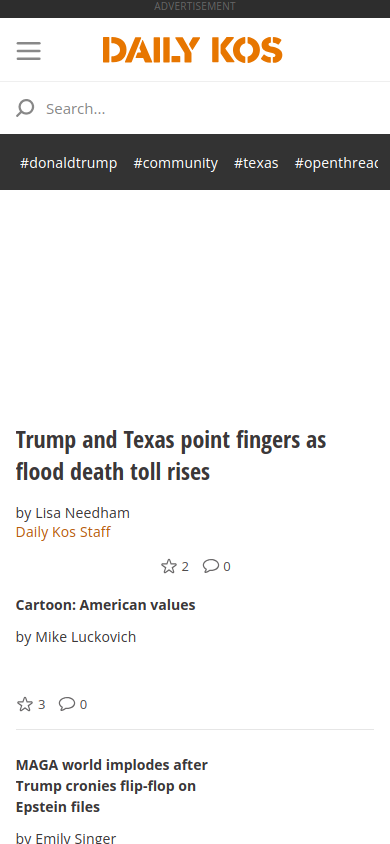 ADVERTISEMENT
DAILY KOS
Search...
#donaldtrump #community #texas #openthread
Trump and Texas point fingers as
flood death toll rises
by Lisa Needham
Daily Kos Staff
2 0
Cartoon: American values
by Mike Luckovich
3 0
MAGA world implodes after
Trump cronies flip-flop on
Epstein files
by Emily Singer